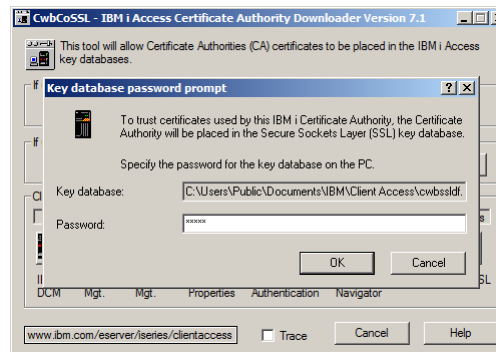 CwbCoSSL - IBM i Access Certificate Authority Downloader Version 7.1
This tool will allow Certificate Authorities (CA) certificates to be placed in the IBM i Access
key databases.
If
Key database password prompt
To trust certificates used by this IBM i Certificate Authority, the Certificate
Authority will be placed in the Secure Sockets Layer (SSL) key database.
If
Specify the password for the key database on the PC.
Key database:
C:\Users\Public\Documents\IBM\Client Access\cwbssldf.
Password:
*****
OK
Cancel
DCM Mgt. Mgt. Properties Authentication Navigator
SL
www.ibm.com/eserver/iseries/clientaccess
Trace
Cancel
Help